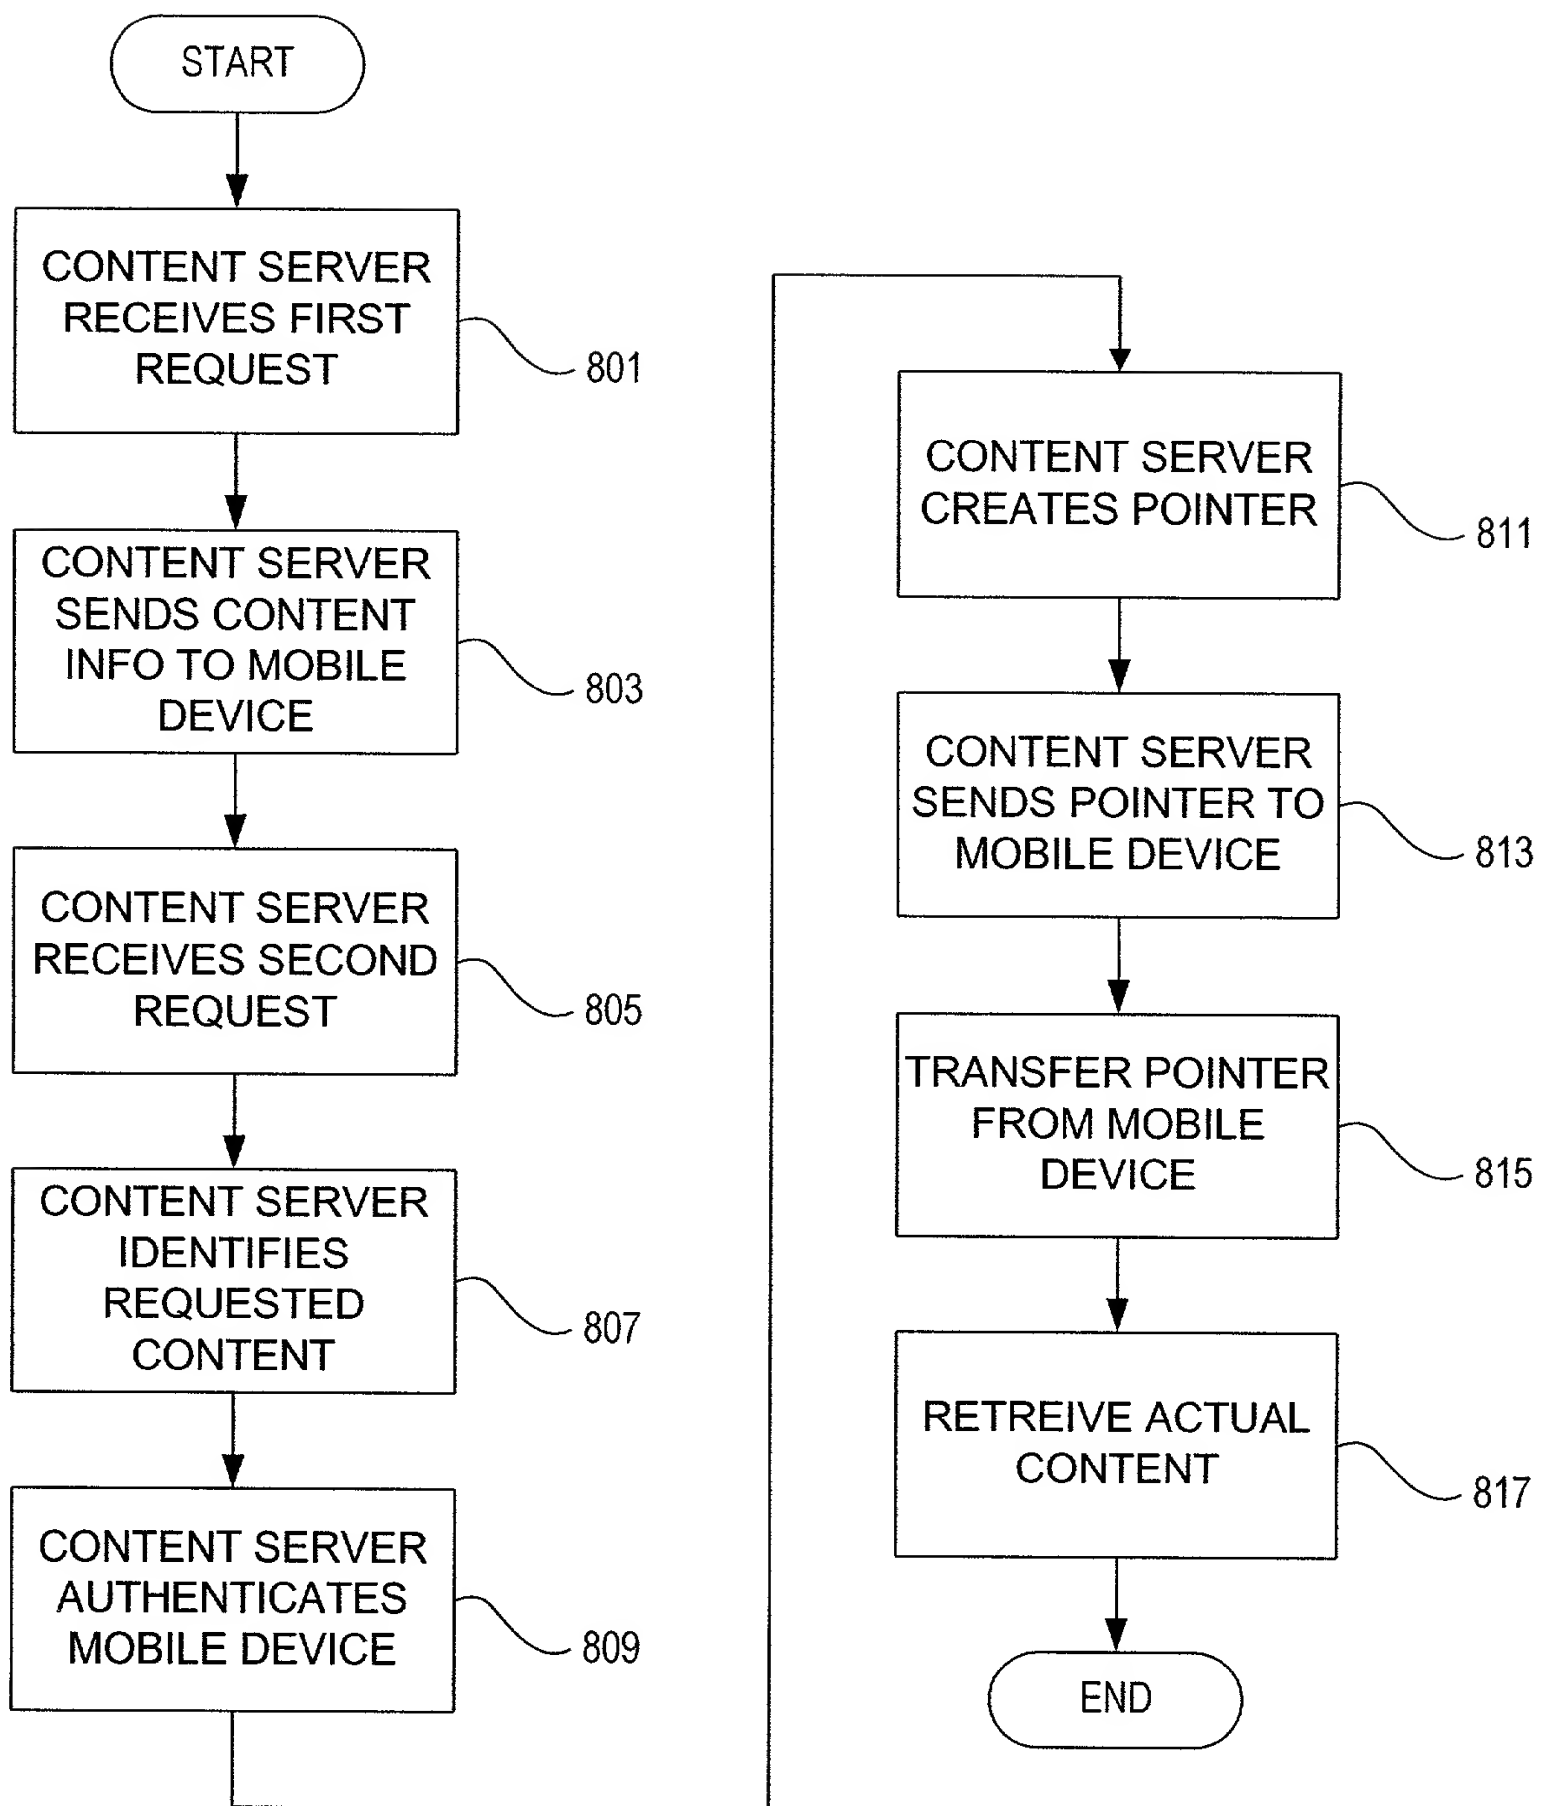 START
CONTENT SERVER
RECEIVES FIRST
REQUEST
801
CONTENT SERVER
SENDS CONTENT
INFO TO MOBILE
DEVICE
803
CONTENT SERVER
RECEIVES SECOND
REQUEST
805
CONTENT SERVER
IDENTIFIES
REQUESTED
CONTENT
807
CONTENT SERVER
AUTHENTICATES
MOBILE DEVICE
809
CONTENT SERVER
CREATES POINTER
811
CONTENT SERVER
SENDS POINTER TO
MOBILE DEVICE
813
TRANSFER POINTER
FROM MOBILE
DEVICE
815
RETREIVE ACTUAL
CONTENT
817
END